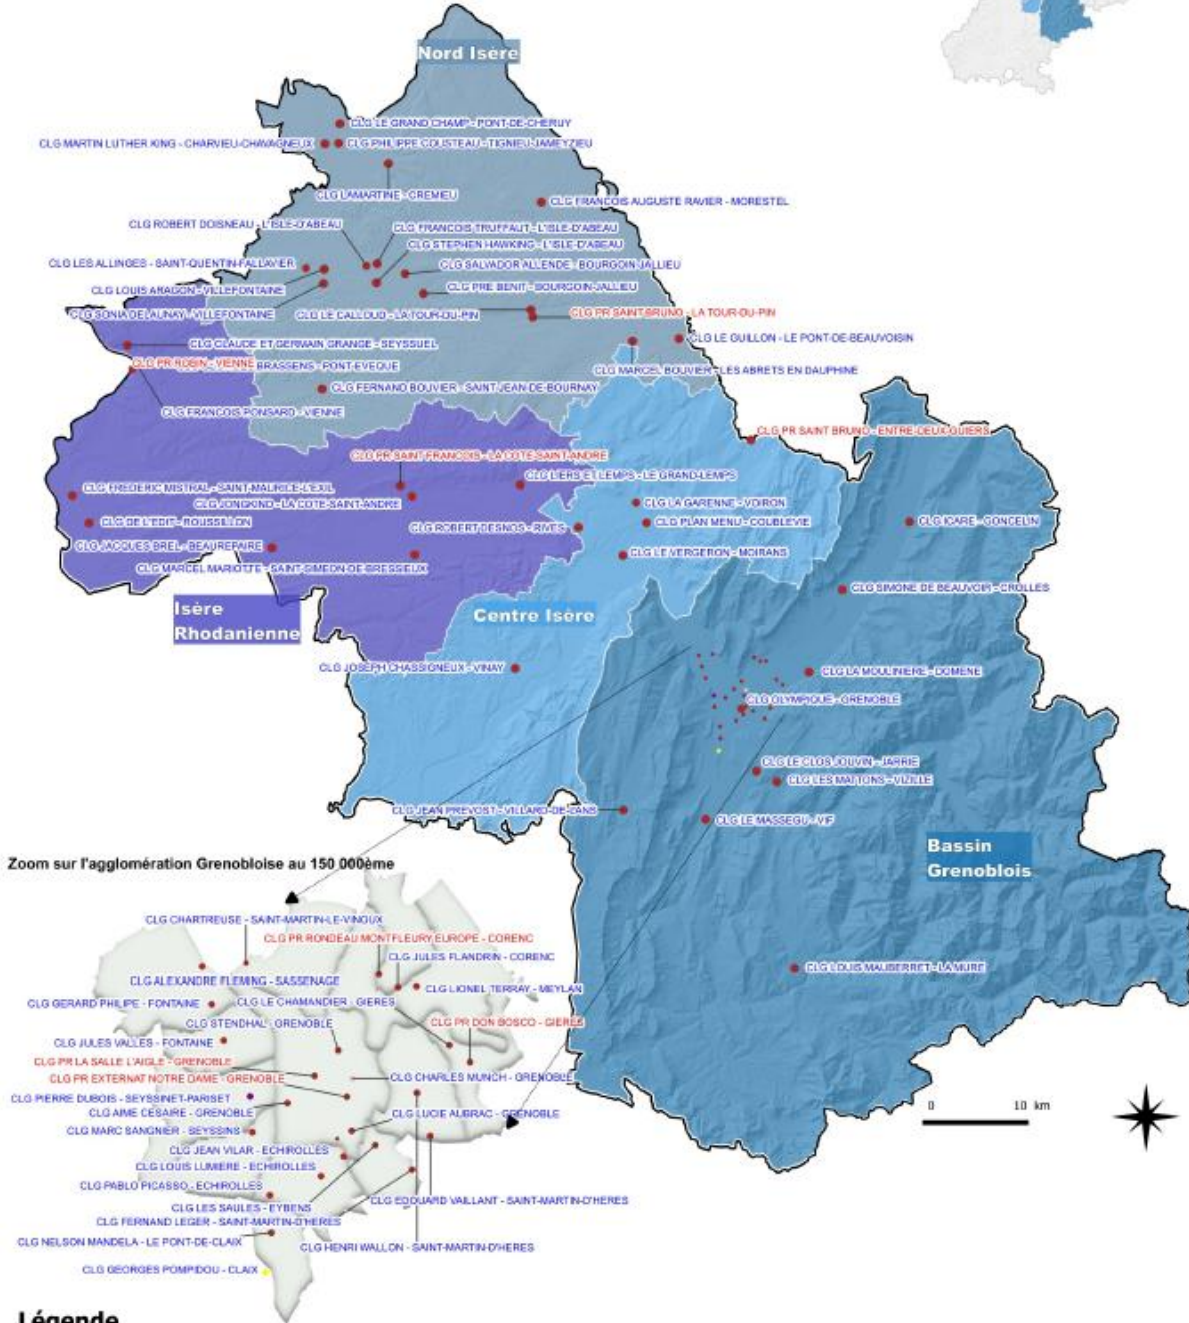 Nord Isère
CLG LE GRAND CHAMP - PONT-DE-CHERUY
CLG MARTIN LUTHER KING - CHARVIEU-CHAVAGNEUX
CLG PHILIPPE COUSTEAU - TIGNIEU-JAMEYZIEU
CLG LAMARTINE - CREMIEU
CLG FRANCOIS AUGUSTE RAVIER - MORESTEL
CLG ROBERT DOISNEAU - L'ISLE-D'ABEAU
CLG FRANCOIS TRUFFAUT - L'ISLE-D'ABEAU
CLG STEPHEN HAWKING - L'ISLE-D'ABEAU
CLG LES ALLINGES - SAINT-QUENTIN-FALLAVIER
CLG SALVADOR ALLENDE - BOURGOIN-JALLIEU
CLG LOUIS ARAGON - VILLEFONTAINE
CLG PRE BENIT - BOURGOIN-JALLIEU
CLG SONIA DELAUNAY - VILLEFONTAINE
CLG LE CALLOUD - LA TOUR-DU-PIN
CLG PR SAINT BRUNO - LA TOUR-DU-PIN
CLG LE GUILLON - LE PONT-DE-BEAUVOISIN
CLG CLAUDE ET GERMAIN GRANGE - SEYSSUEL
CLG PR ROBIN - VIENNE
BRASSENS - PONT-EVEQUE
CLG MARCEL BOUVIER - LES ABRETS EN DAUPHINE
CLG FERNAND BOUVIER - SAINT JEAN-DE-BOURNAY
CLG FRANCOIS PONSARD - VIENNE
CLG PR SAINT BRUNO - ENTRE-DEUX-GUIERS
CLG PR SAINT FRANCOIS - LA COTE-SAINT-ANDRE
CLG LIERS ET LEMPS - LE GRAND-LEMPS
CLG FREDERIC MISTRAL - SAINT-MAURICE-L'EXIL
CLG JONGKIND - LA COTE-SAINT-ANDRE
CLG LA GARENNE - VOIRON
CLG DE L'EDIT - ROUSSILLON
CLG ROBERT DESNOS - RIVES
CLG PLAN MENU - COUBLEVIE
CLG ICARE - GONCELIN
CLG JACQUES BREL - BEAUREPAIRE
CLG LE VERGERON - MOIRANS
CLG MARCEL MARIOTTE - SAINT-SIMEON-DE-BRESSIEUX
CLG SIMONE DE BEAUVOIR - CROLLES
Isère
Rhodanienne
Centre Isère
CLG JOSEPH CHASSIGNEUX - VINAY
CLG LA MOULINIERE - DOMENE
CLG OLYMPIQUE - GRENOBLE
CLG LE CLOS JOUVIN - JARRIE
CLG LES MATTONS - VIZILLE
CLG JEAN PREVOST - VILLARD-DE-LANS
CLG LE MASSEGU - VIF
Bassin
Grenoblois
CLG LOUIS MAUBERRET - LA MURE
Zoom sur l'agglomération Grenobloise au 150 000ème
CLG CHARTREUSE - SAINT-MARTIN-LE-VINOUX
CLG PR RONDEAU MONTFLEURY EUROPE - CORENC
CLG JULES FLANDRIN - CORENC
CLG ALEXANDRE FLEMING - SASSENAGE
CLG LIONEL TERRAY - MEYLAN
CLG GERARD PHILIPE - FONTAINE
CLG LE CHAMANDIER - GIERES
CLG STENDHAL - GRENOBLE
CLG PR DON BOSCO - GIERES
CLG JULES VALLES - FONTAINE
CLG PR LA SALLE L'AIGLE - GRENOBLE
CLG PR EXTERNAT NOTRE DAME - GRENOBLE
CLG CHARLES MUNCH - GRENOBLE
CLG PIERRE DUBOIS - SEYSSINET-PARISET
CLG AIME CESAIRE - GRENOBLE
CLG LUCIE AUBRAC - GRENOBLE
CLG MARC SANGNIER - SEYSSINS
CLG JEAN VILAR - ECHIROLLES
CLG LOUIS LUMIERE - ECHIROLLES
CLG PABLO PICASSO - ECHIROLLES
CLG LES SAULES - EYBENS
CLG EDOUARD VAILLANT - SAINT-MARTIN-D'HERES
CLG FERNAND LEGER - SAINT-MARTIN-D'HERES
CLG NELSON MANDELA - LE PONT-DE-CLAIX
CLG HENRI WALLON - SAINT-MARTIN-D'HERES
CLG GEORGES POMPIDOU - CLAIX
0 10 km
Légende